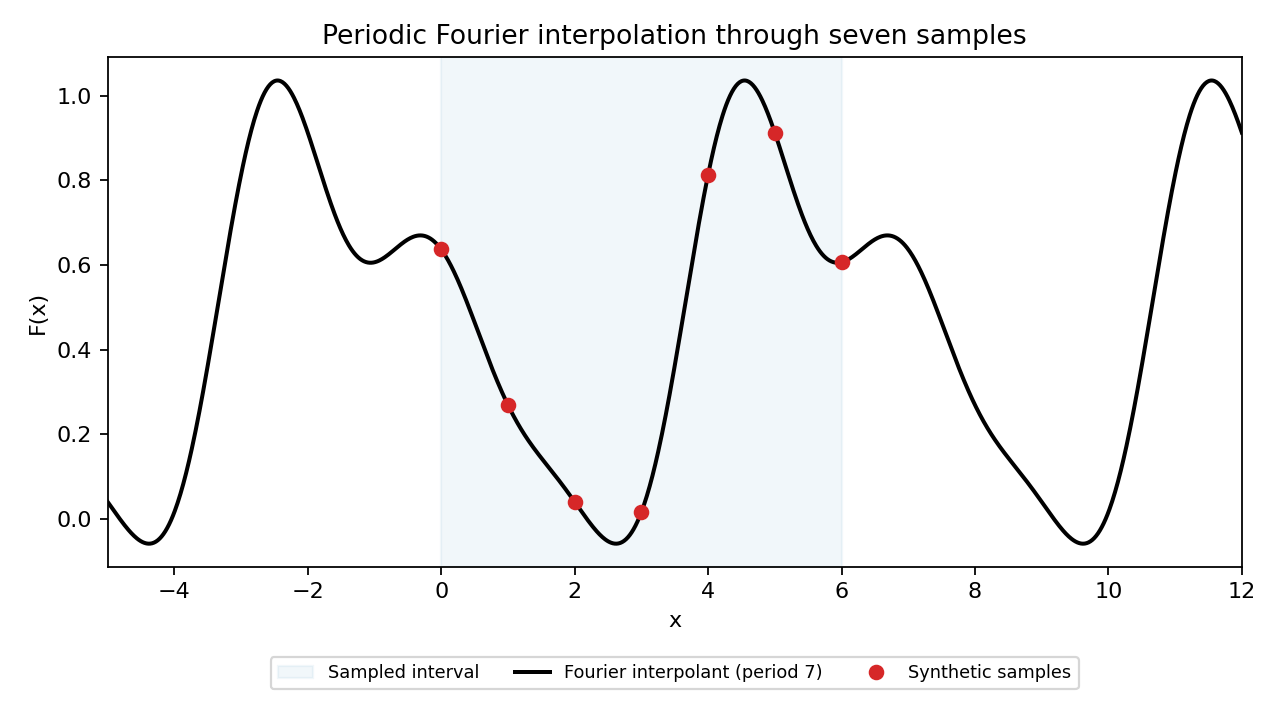 Periodic Fourier interpolation through seven samples
F(x)
1.0
0.8
0.6
0.4
0.2
0.0
−4 −2 0 2 4 6 8 10 12
x
Sampled interval Fourier interpolant (period 7) Synthetic samples